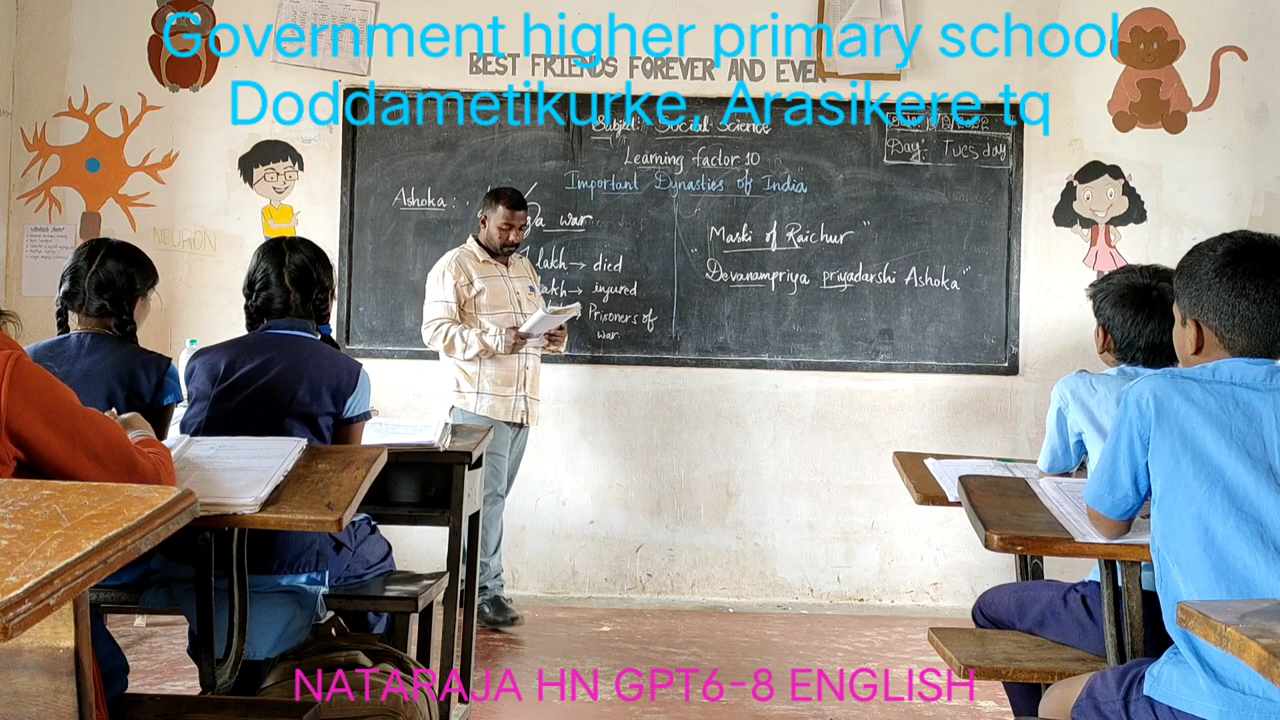 Government higher primary school
Doddametikurke, Arasikere tq
BEST FRIENDS FOREVER AND EVER
Subject:- Social Science
Day:- Tuesday
Learning factor 10
Important Dynasties of India
Ashoka :
war
lakh → died
lakh → injured
Prisoners of
war.
Maski of Raichur "
" Devanampriya priyadarshi Ashoka "
NEURON
NATARAJA HN GPT6-8 ENGLISH